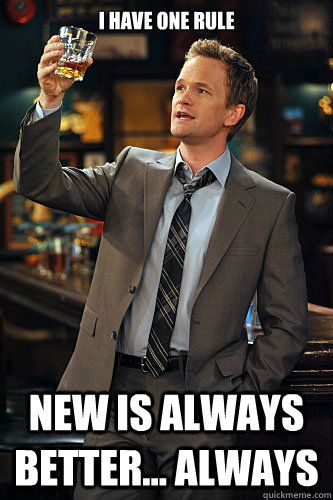 I HAVE ONE RULE
NEW IS ALWAYS
BETTER... ALWAYS
quickmeme.com